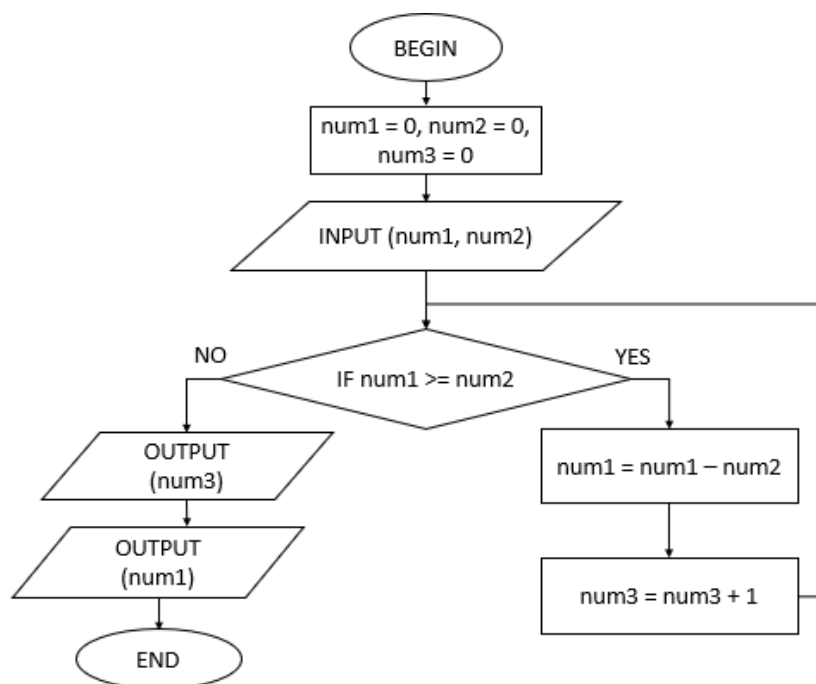 BEGIN
num1 = 0, num2 = 0,
num3 = 0
INPUT (num1, num2)
NO
YES
IF num1 >= num2
OUTPUT
(num3)
num1 = num1 – num2
OUTPUT
(num1)
num3 = num3 + 1
END